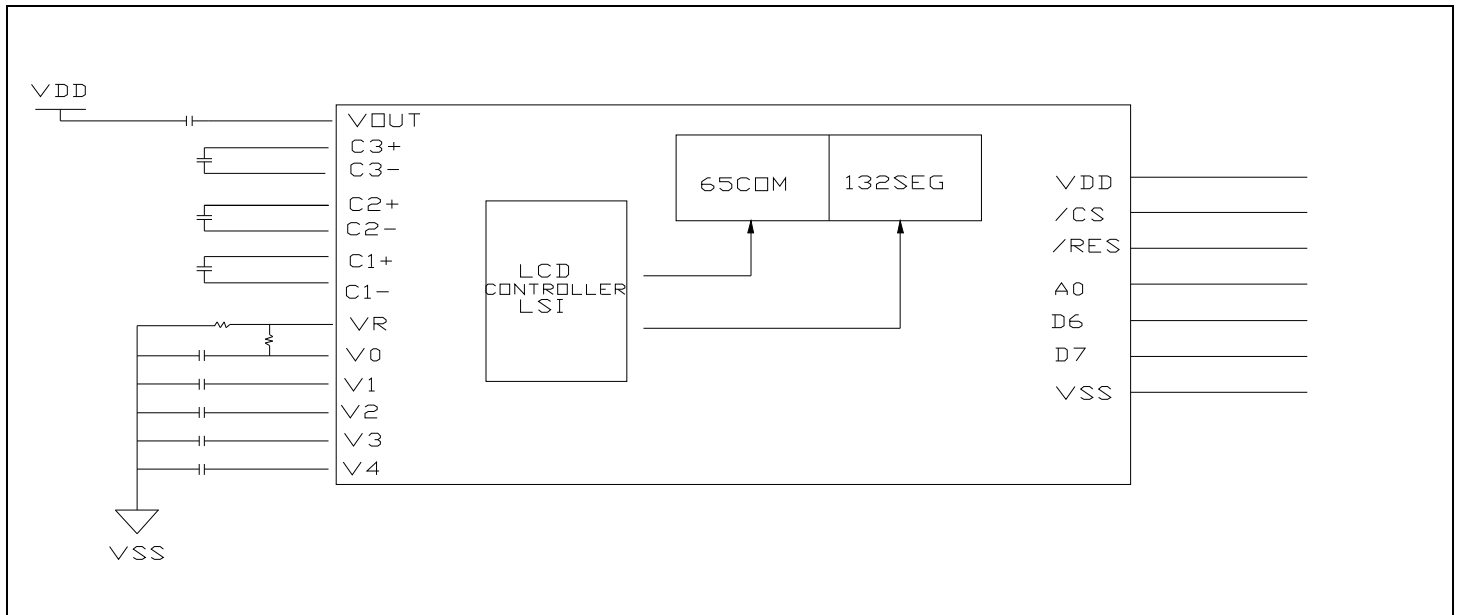 VDD
VOUT
C3+
C3-
C2+
C2-
C1+
C1-
VR
V0
V1
V2
V3
V4
VSS
LCD
CONTROLLER
LSI
65COM
132SEG
VDD
/CS
/RES
A0
D6
D7
VSS